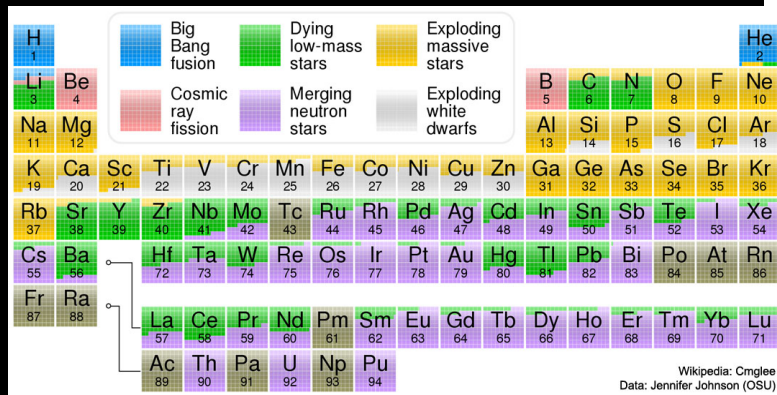 Big Bang fusion
Dying low-mass stars
Exploding massive stars
Cosmic ray fission
Merging neutron stars
Exploding white dwarfs
H 1
He 2
Li 3
Be 4
B 5
C 6
N 7
O 8
F 9
Ne 10
Na 11
Mg 12
Al 13
Si 14
P 15
S 16
Cl 17
Ar 18
K 19
Ca 20
Sc 21
Ti 22
V 23
Cr 24
Mn 25
Fe 26
Co 27
Ni 28
Cu 29
Zn 30
Ga 31
Ge 32
As 33
Se 34
Br 35
Kr 36
Rb 37
Sr 38
Y 39
Zr 40
Nb 41
Mo 42
Tc 43
Ru 44
Rh 45
Pd 46
Ag 47
Cd 48
In 49
Sn 50
Sb 51
Te 52
I 53
Xe 54
Cs 55
Ba 56
Hf 72
Ta 73
W 74
Re 75
Os 76
Ir 77
Pt 78
Au 79
Hg 80
Tl 81
Pb 82
Bi 83
Po 84
At 85
Rn 86
Fr 87
Ra 88
La 57
Ce 58
Pr 59
Nd 60
Pm 61
Sm 62
Eu 63
Gd 64
Tb 65
Dy 66
Ho 67
Er 68
Tm 69
Yb 70
Lu 71
Ac 89
Th 90
Pa 91
U 92
Np 93
Pu 94
Wikipedia: Cmglee
Data: Jennifer Johnson (OSU)